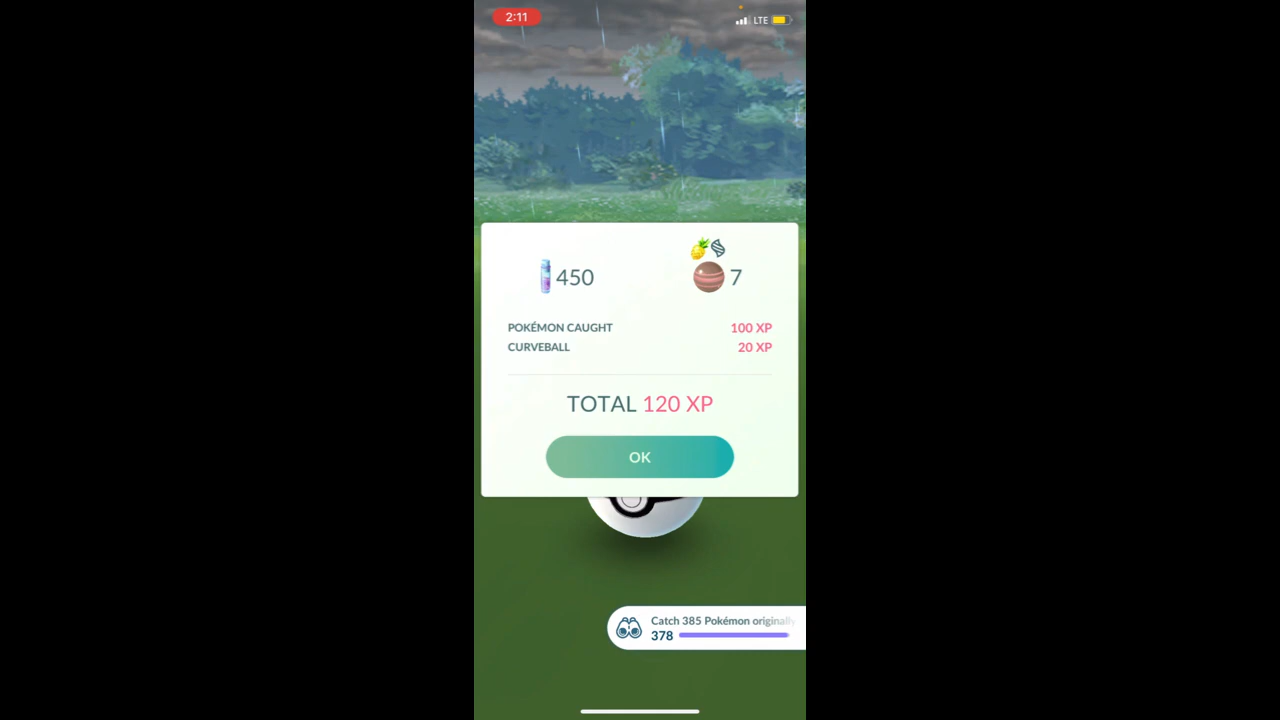 2:11
LTE
450
7
POKÉMON CAUGHT 100 XP
CURVEBALL 20 XP
TOTAL 120 XP
OK
Catch 385 Pokémon originally
378